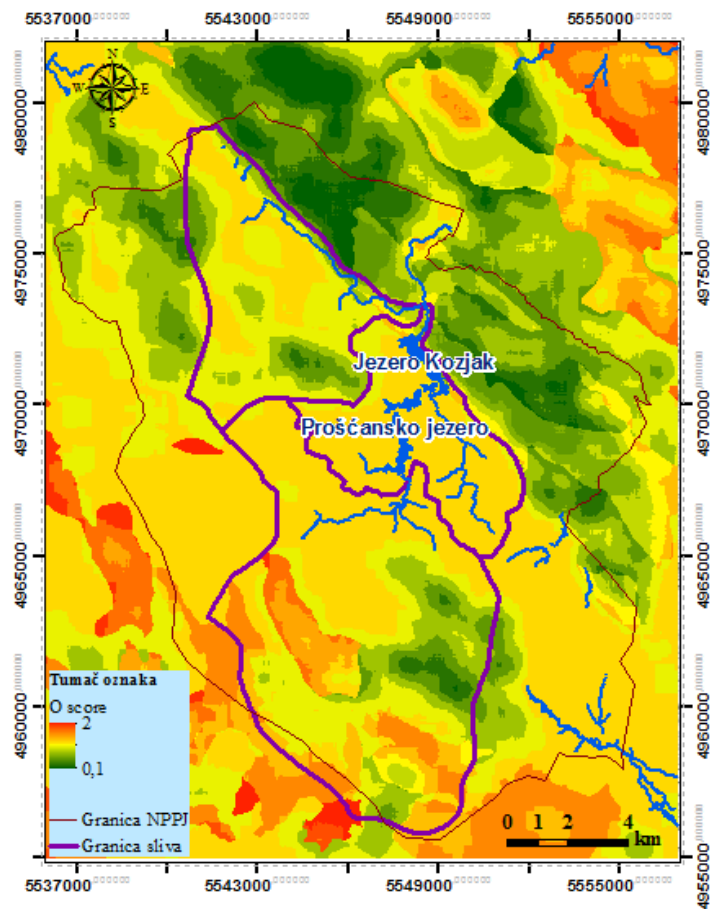 5537000 5543000 5549000 5555000
N
W E
S
4980000 4980000
4975000 4975000
Jezero Kozjak
4970000 4970000
Prošćansko jezero
4965000 4965000
Tumač oznaka
O score
2
0,1
4960000 4960000
Granica NPPJ
Granica sliva
0 1 2 4
km
4955000 4955000
5537000 5543000 5549000 5555000